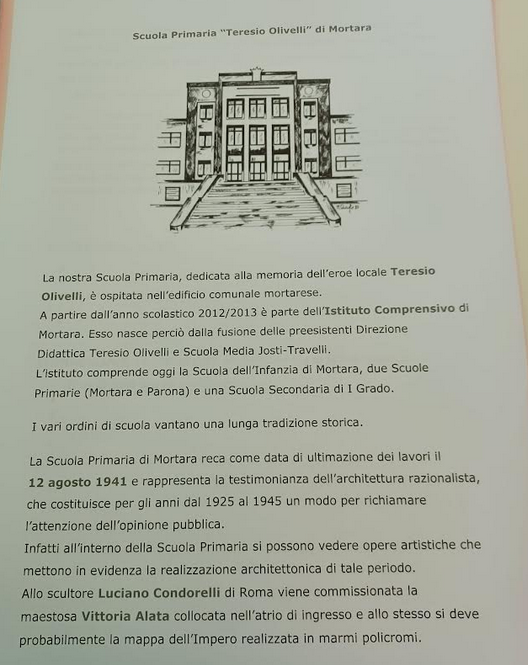 Scuola Primaria “Teresio Olivelli” di Mortara
La nostra Scuola Primaria, dedicata alla memoria dell’eroe locale Teresio
Olivelli, è ospitata nell’edificio comunale mortarese.
A partire dall’anno scolastico 2012/2013 è parte dell’Istituto Comprensivo di
Mortara. Esso nasce perciò dalla fusione delle preesistenti Direzione
Didattica Teresio Olivelli e Scuola Media Josti-Travelli.
L’istituto comprende oggi la Scuola dell’Infanzia di Mortara, due Scuole
Primarie (Mortara e Parona) e una Scuola Secondaria di I Grado.
I vari ordini di scuola vantano una lunga tradizione storica.
La Scuola Primaria di Mortara reca come data di ultimazione dei lavori il
12 agosto 1941 e rappresenta la testimonianza dell’architettura razionalista,
che costituisce per gli anni dal 1925 al 1945 un modo per richiamare
l’attenzione dell’opinione pubblica.
Infatti all’interno della Scuola Primaria si possono vedere opere artistiche che
mettono in evidenza la realizzazione architettonica di tale periodo.
Allo scultore Luciano Condorelli di Roma viene commissionata la
maestosa Vittoria Alata collocata nell’atrio di ingresso e allo stesso si deve
probabilmente la mappa dell’Impero realizzata in marmi policromi.